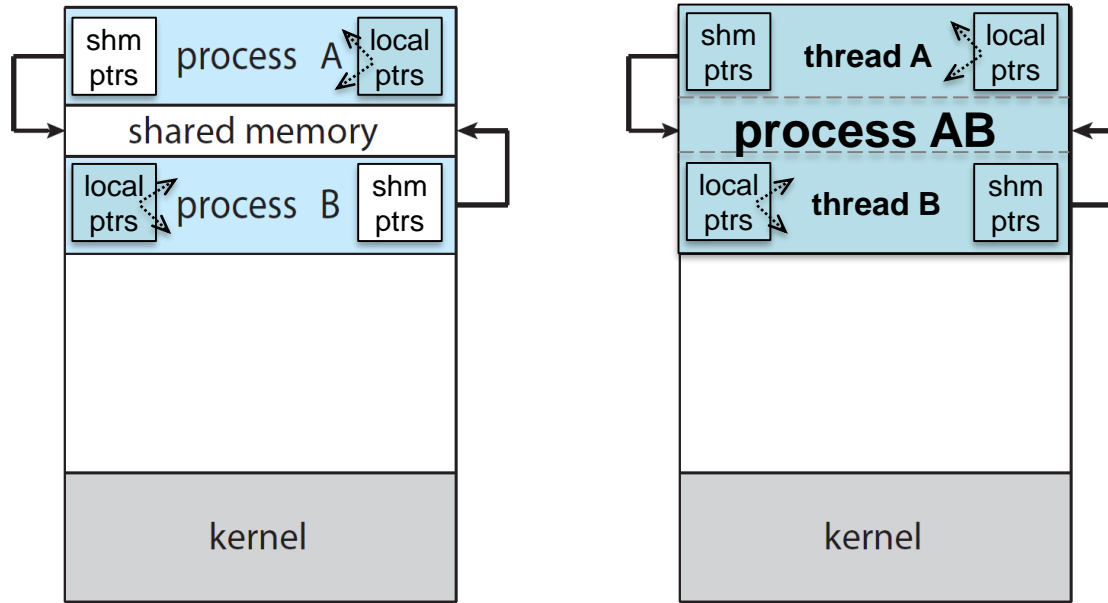 shm
ptrs
process A
local
ptrs
shared memory
local
ptrs
process B
shm
ptrs
kernel
shm
ptrs
thread A
local
ptrs
process AB
local
ptrs
thread B
shm
ptrs
kernel